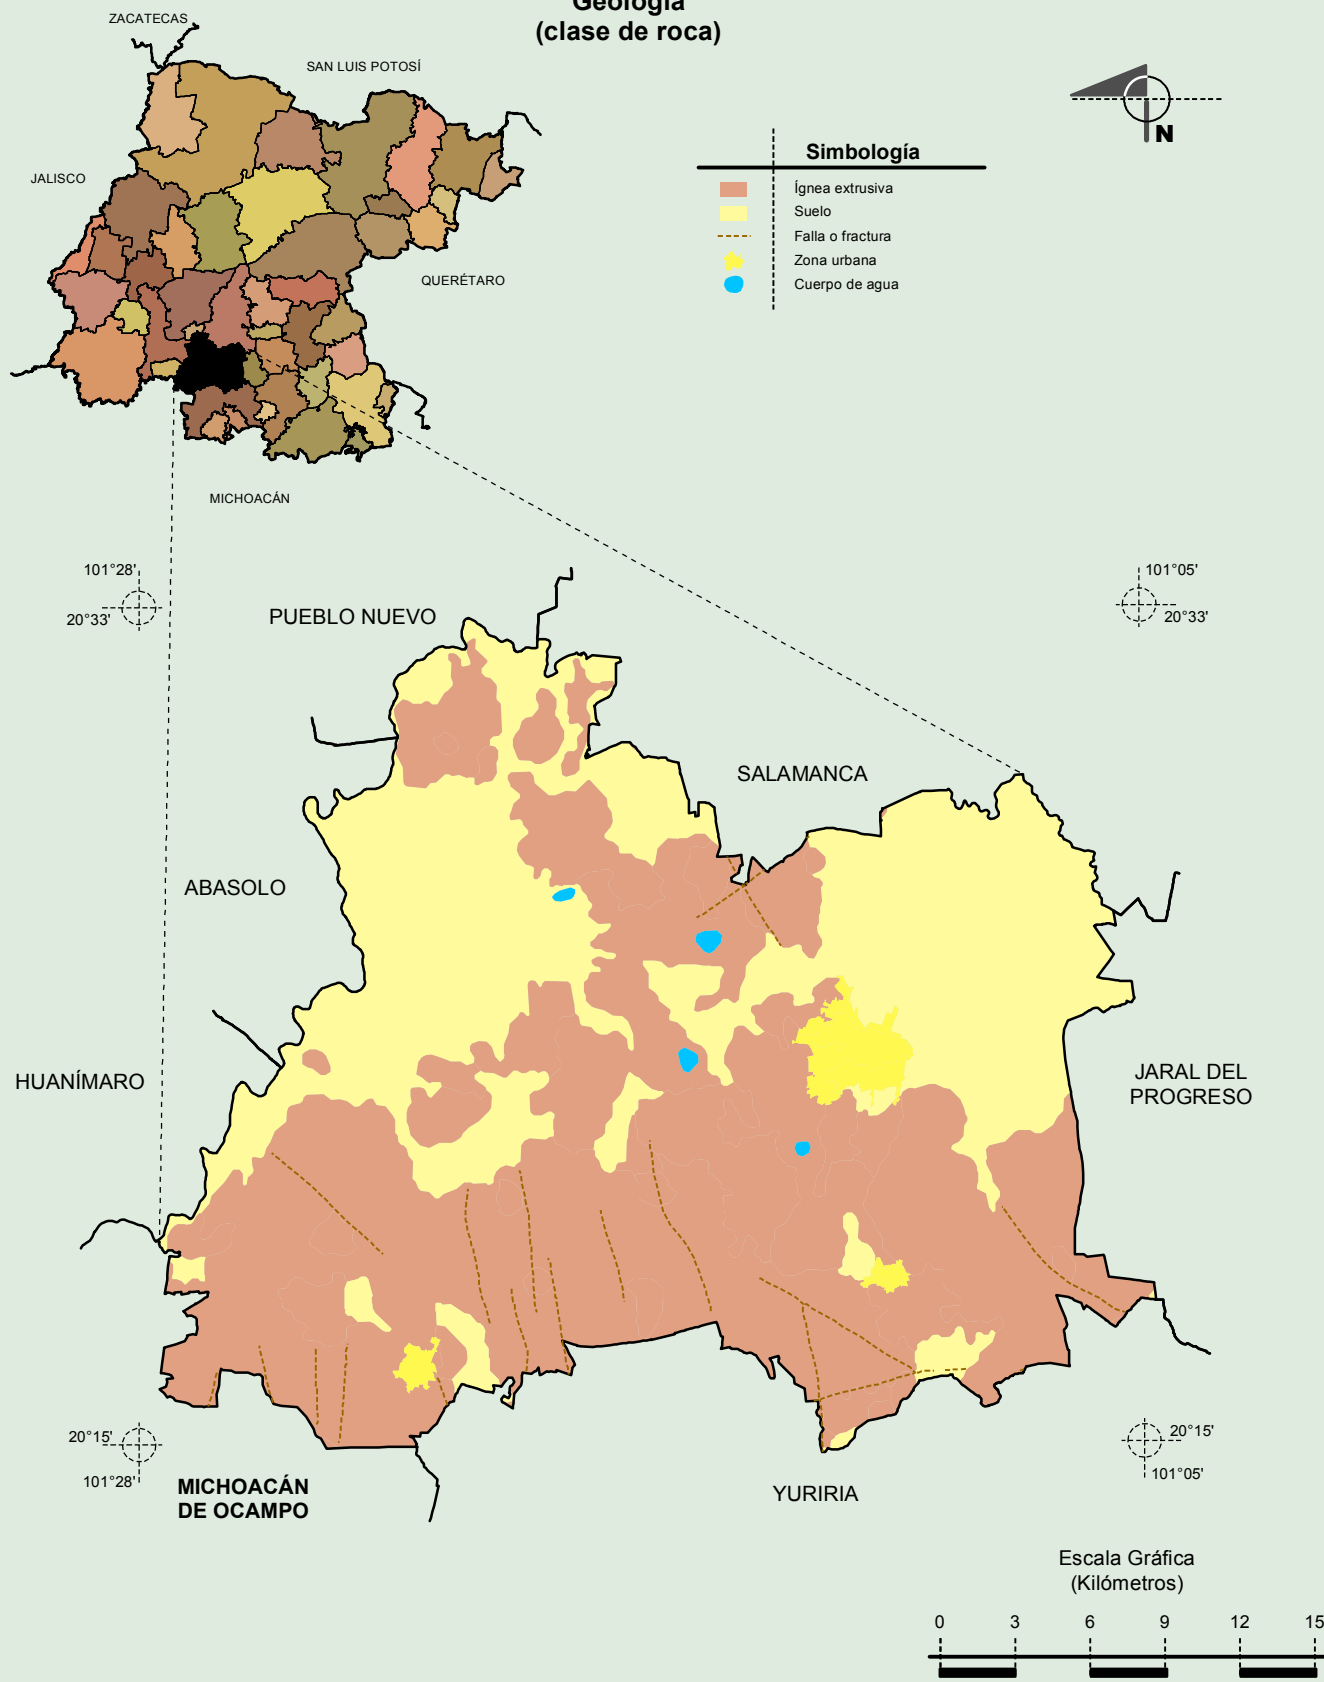 Geología
(clase de roca)
ZACATECAS
SAN LUIS POTOSÍ
N
Simbología
JALISCO
Ígnea extrusiva
Suelo
Falla o fractura
Zona urbana
Cuerpo de agua
QUERÉTARO
MICHOACÁN
101°28'
20°33'
101°05'
20°33'
PUEBLO NUEVO
SALAMANCA
ABASOLO
HUANÍMARO
JARAL DEL
PROGRESO
20°15'
101°28'
20°15'
101°05'
MICHOACÁN
DE OCAMPO
YURIRIA
Escala Gráfica
(Kilómetros)
0 3 6 9 12 15